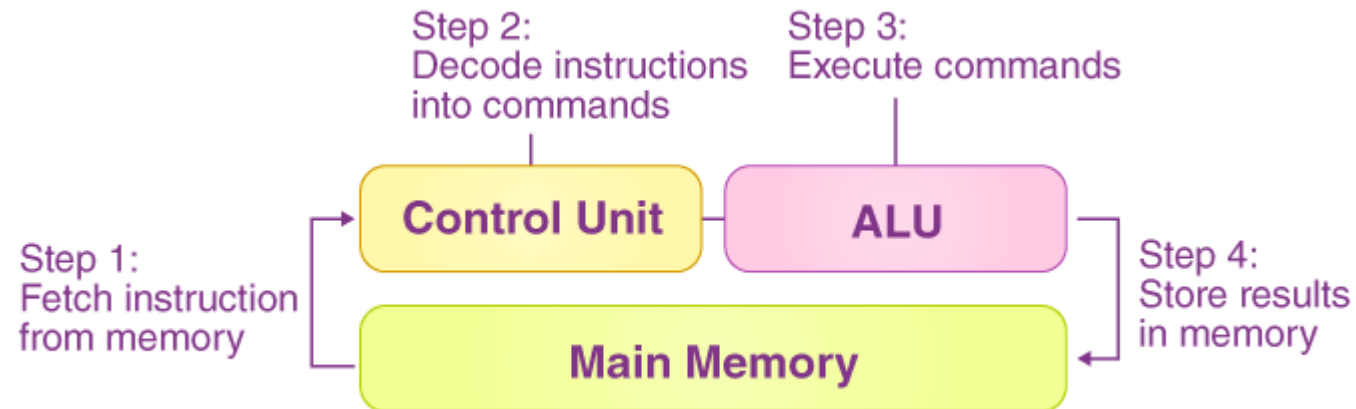 Step 2:
Decode instructions
into commands
Step 3:
Execute commands
Control Unit
ALU
Step 1:
Fetch instruction
from memory
Step 4:
Store results
in memory
Main Memory